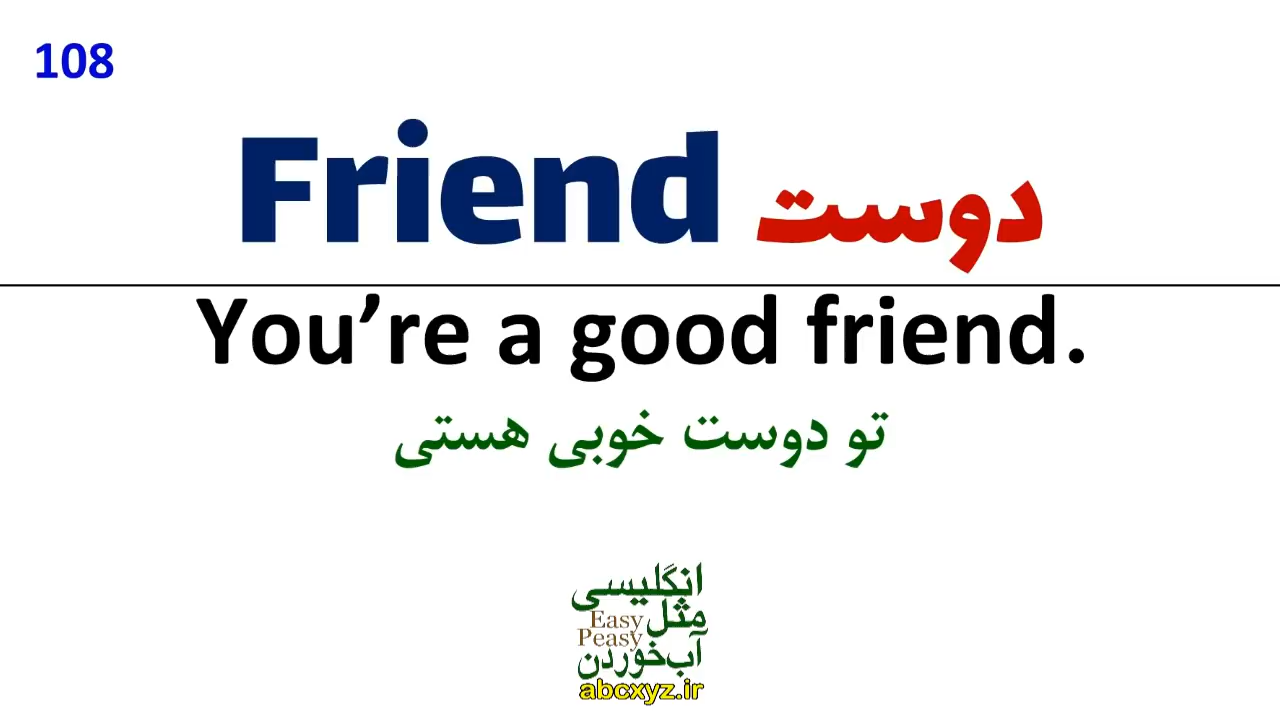 108
Friend دوست
You’re a good friend.
تو دوست خوبی هستی
انگلیسی
مثل
Easy
Peasy
آب‌خوردن
abcxyz.ir